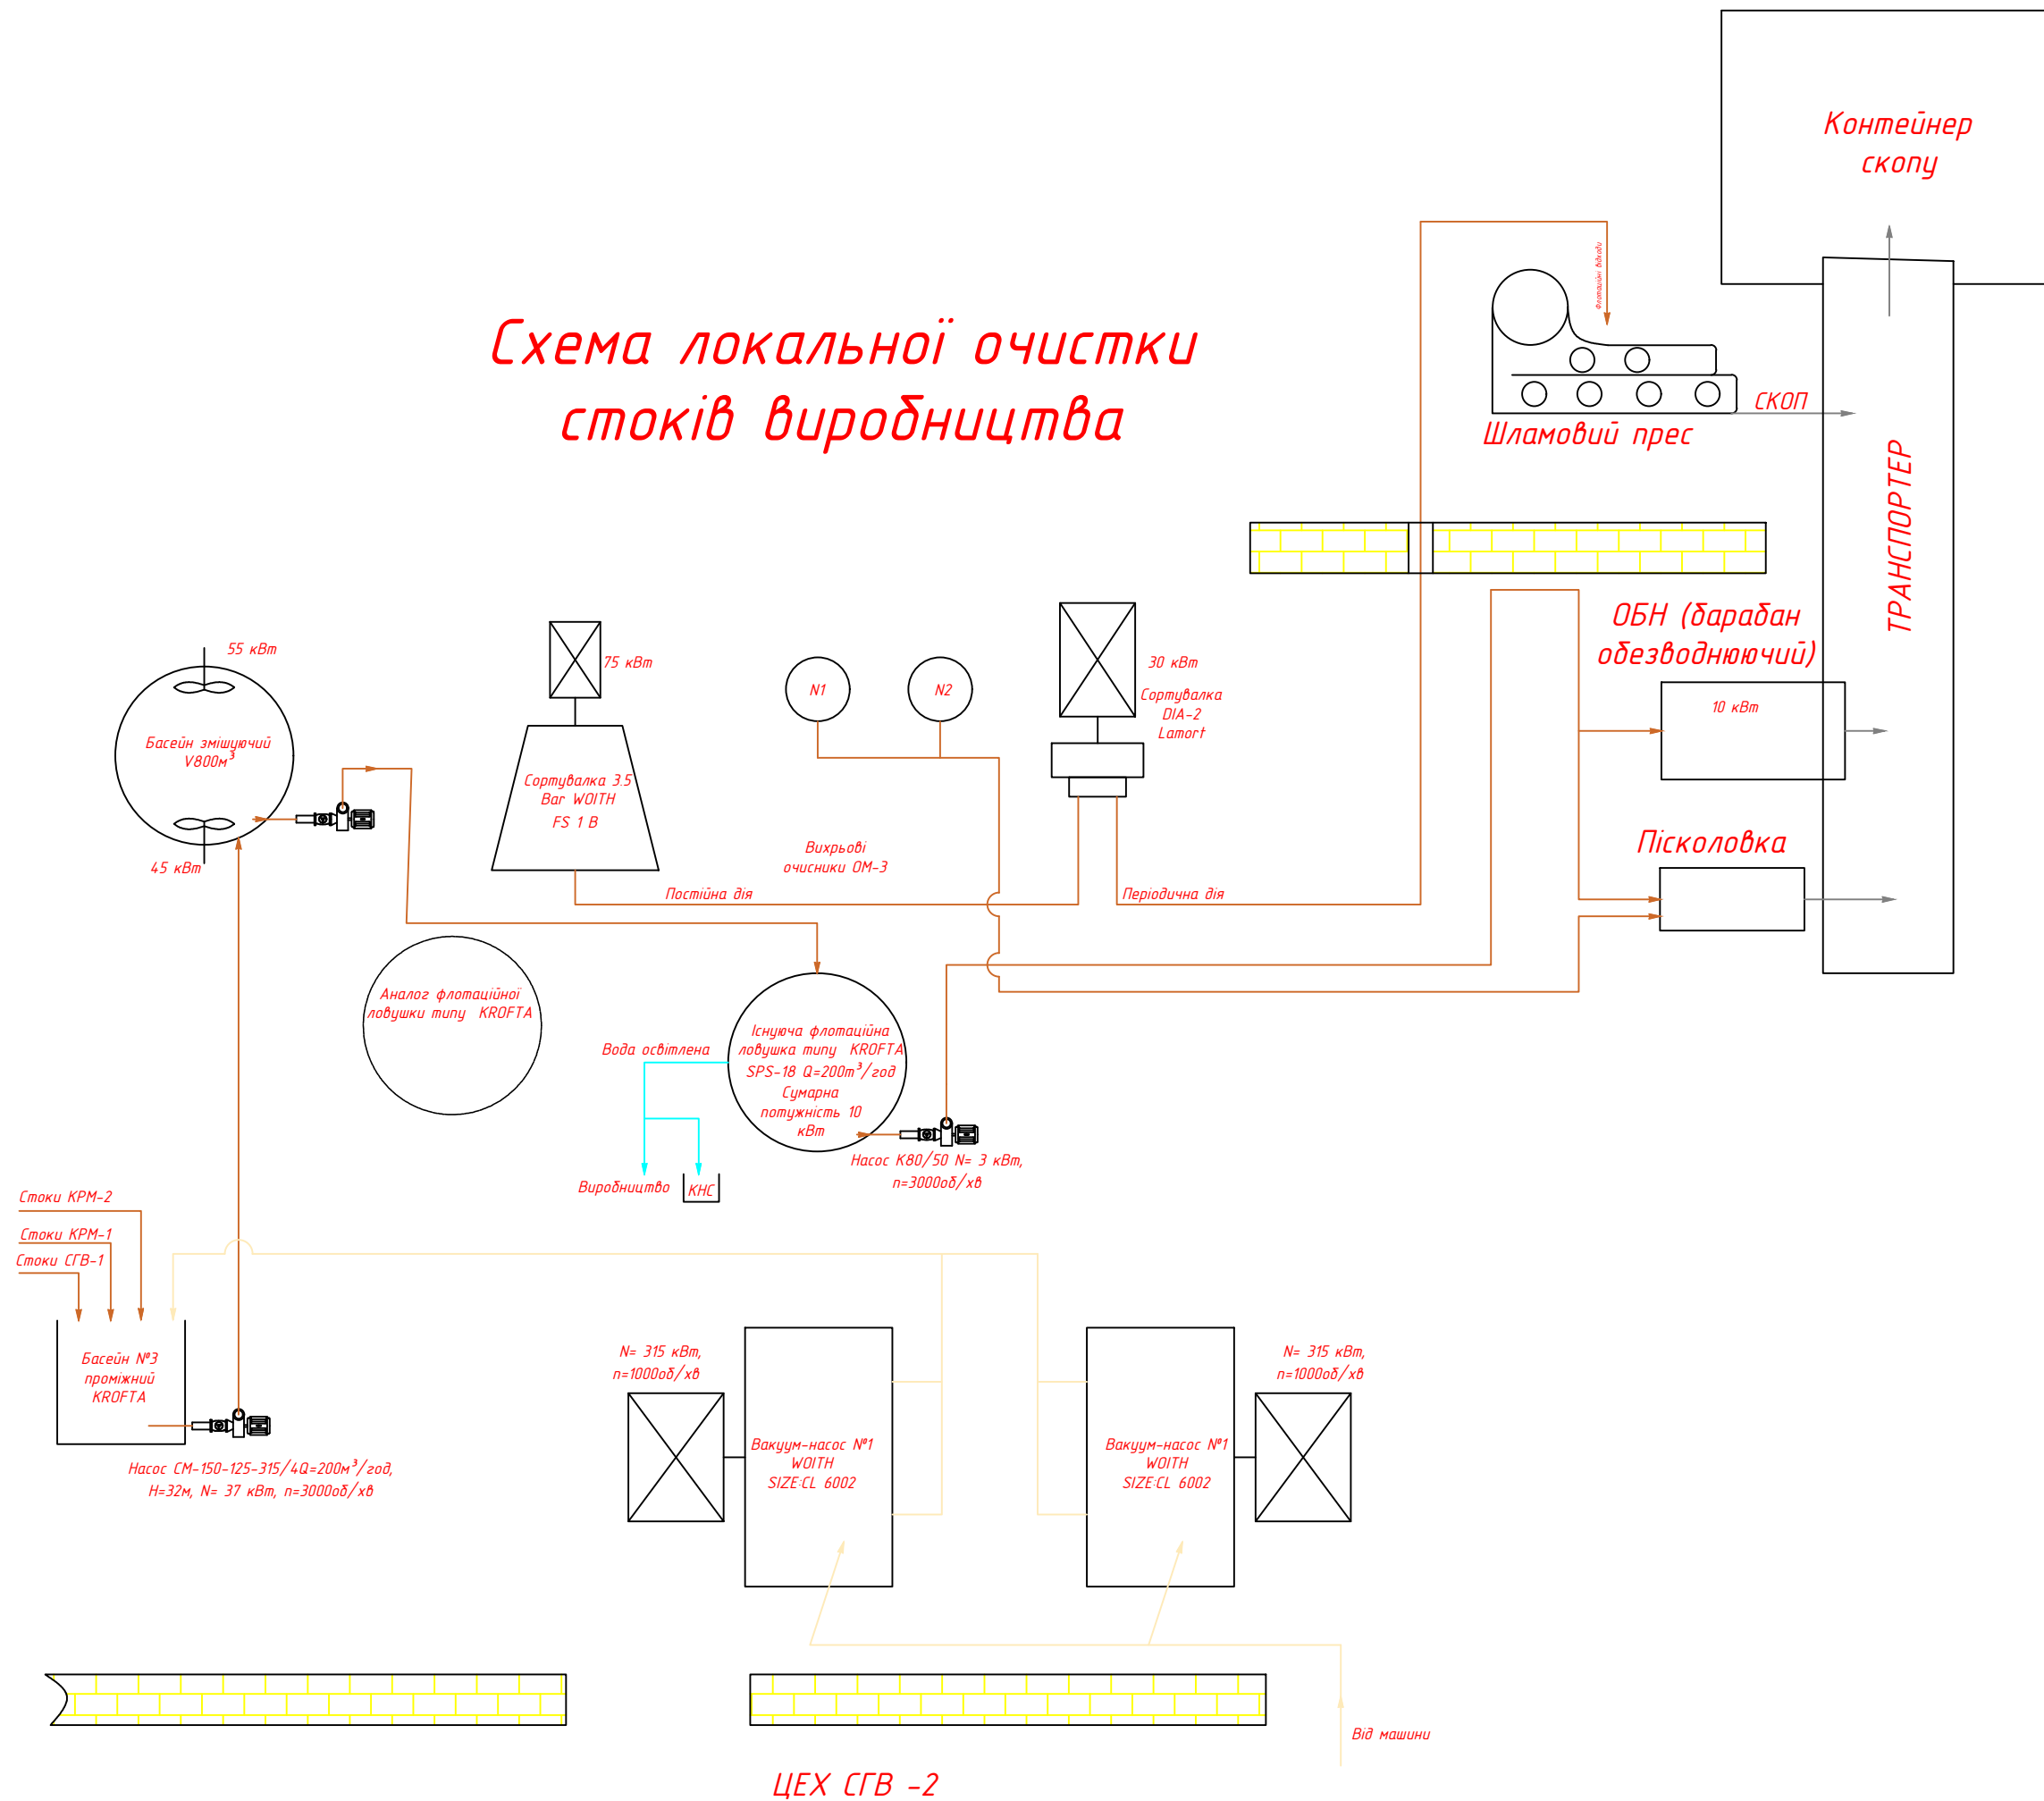 Контейнер
скопу
Флотаційні відходи
Схема локальної очистки
стоків виробництва
СКОП
Шламовий прес
ТРАНСПОРТЕР
ОБН (барабан
обезводнюючий)
10 кВт
55 кВт
75 кВт
N1
N2
30 кВт
Сортувалка
DIA-2
Lamort
Басейн змішуючий
V800м³
45 кВт
Сортувалка 3.5
Bar WOITH
FS 1 В
Вихрьові
очисники ОМ-3
Пісколовка
Постійна дія
Періодична дія
Аналог флотаційної
ловушки типу KROFTA
Існуюча флотаційна
ловушка типу KROFTA
SPS-18 Q=200m³/год
Сумарна
потужність 10
кВт
Вода освітлена
Насос К80/50 N= 3 кВт,
n=3000об/хв
Виробництво
КНС
Стоки КРМ-2
Стоки КРМ-1
Стоки СГВ-1
Басейн №3
проміжний
KROFTA
Насос СМ-150-125-315/4Q=200м³/год,
Н=32м, N= 37 кВт, n=3000об/хв
N= 315 кВт,
n=1000об/хв
Вакуум-насос №1
WOITH
SIZE:CL 6002
Вакуум-насос №1
WOITH
SIZE:CL 6002
N= 315 кВт,
n=1000об/хв
Від машини
ЦЕХ СГВ -2